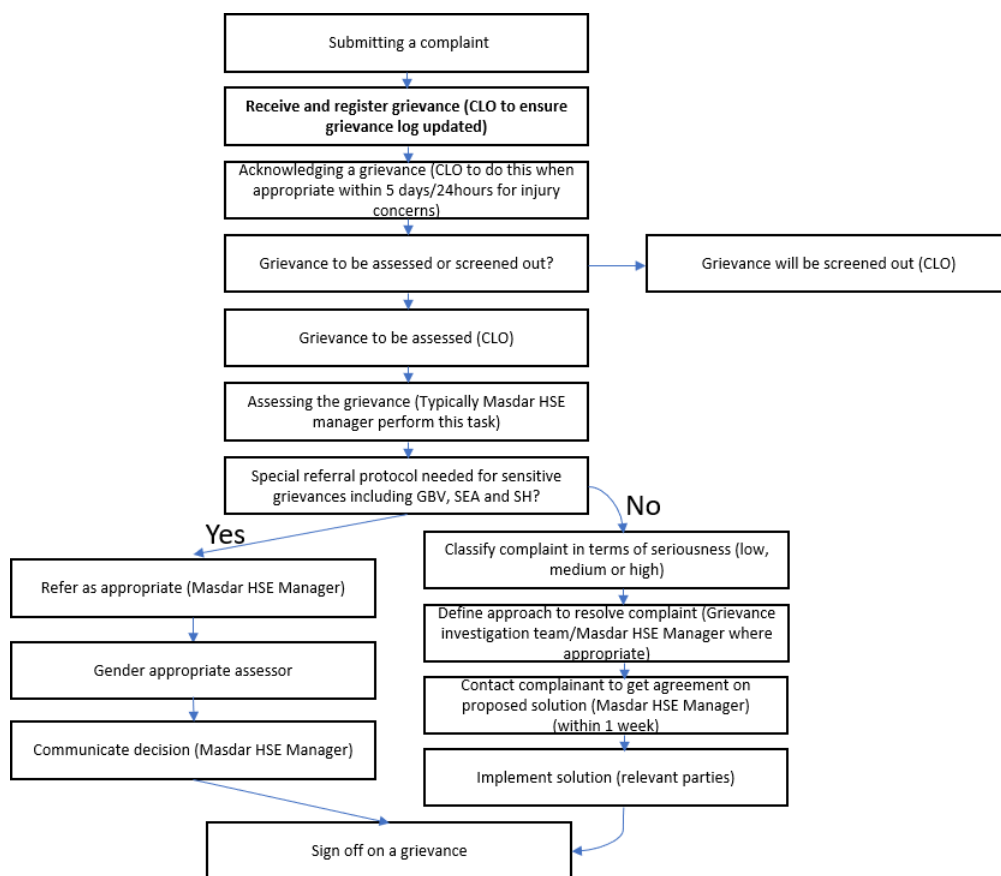 Submitting a complaint
Receive and register grievance (CLO to ensure
grievance log updated)
Acknowledging a grievance (CLO to do this when
appropriate within 5 days/24hours for injury
concerns)
Grievance to be assessed or screened out?
Grievance will be screened out (CLO)
Grievance to be assessed (CLO)
Assessing the grievance (Typically Masdar HSE
manager perform this task)
Special referral protocol needed for sensitive
grievances including GBV, SEA and SH?
Yes
No
Refer as appropriate (Masdar HSE Manager)
Gender appropriate assessor
Communicate decision (Masdar HSE Manager)
Classify complaint in terms of seriousness (low,
medium or high)
Define approach to resolve complaint (Grievance
investigation team/Masdar HSE Manager where
appropriate)
Contact complainant to get agreement on
proposed solution (Masdar HSE Manager)
(within 1 week)
Implement solution (relevant parties)
Sign off on a grievance